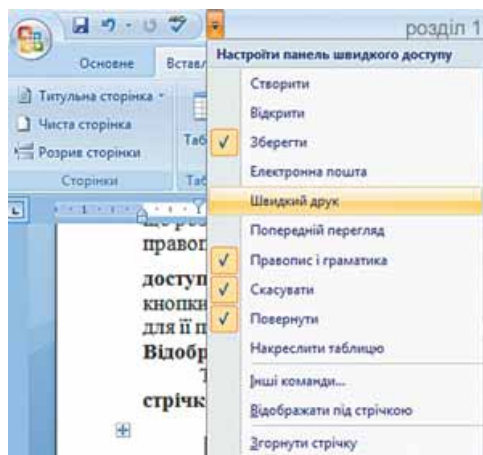 розділ 1
Основне
Настроїти панель швидкого доступу
Титульна сторінка
Чиста сторінка
Розрив сторінки
Сторінки
Створити
Відкрити
Зберегти
Електронна пошта
Швидкий друк
Попередній перегляд
Правопис і граматика
Скасувати
Повернути
Накреслити таблицю
Інші команди...
Відображати під стрічкою
Згорнути стрічку
правоп
доступ
кнопки
для її п
Відобр
Т
стрічк